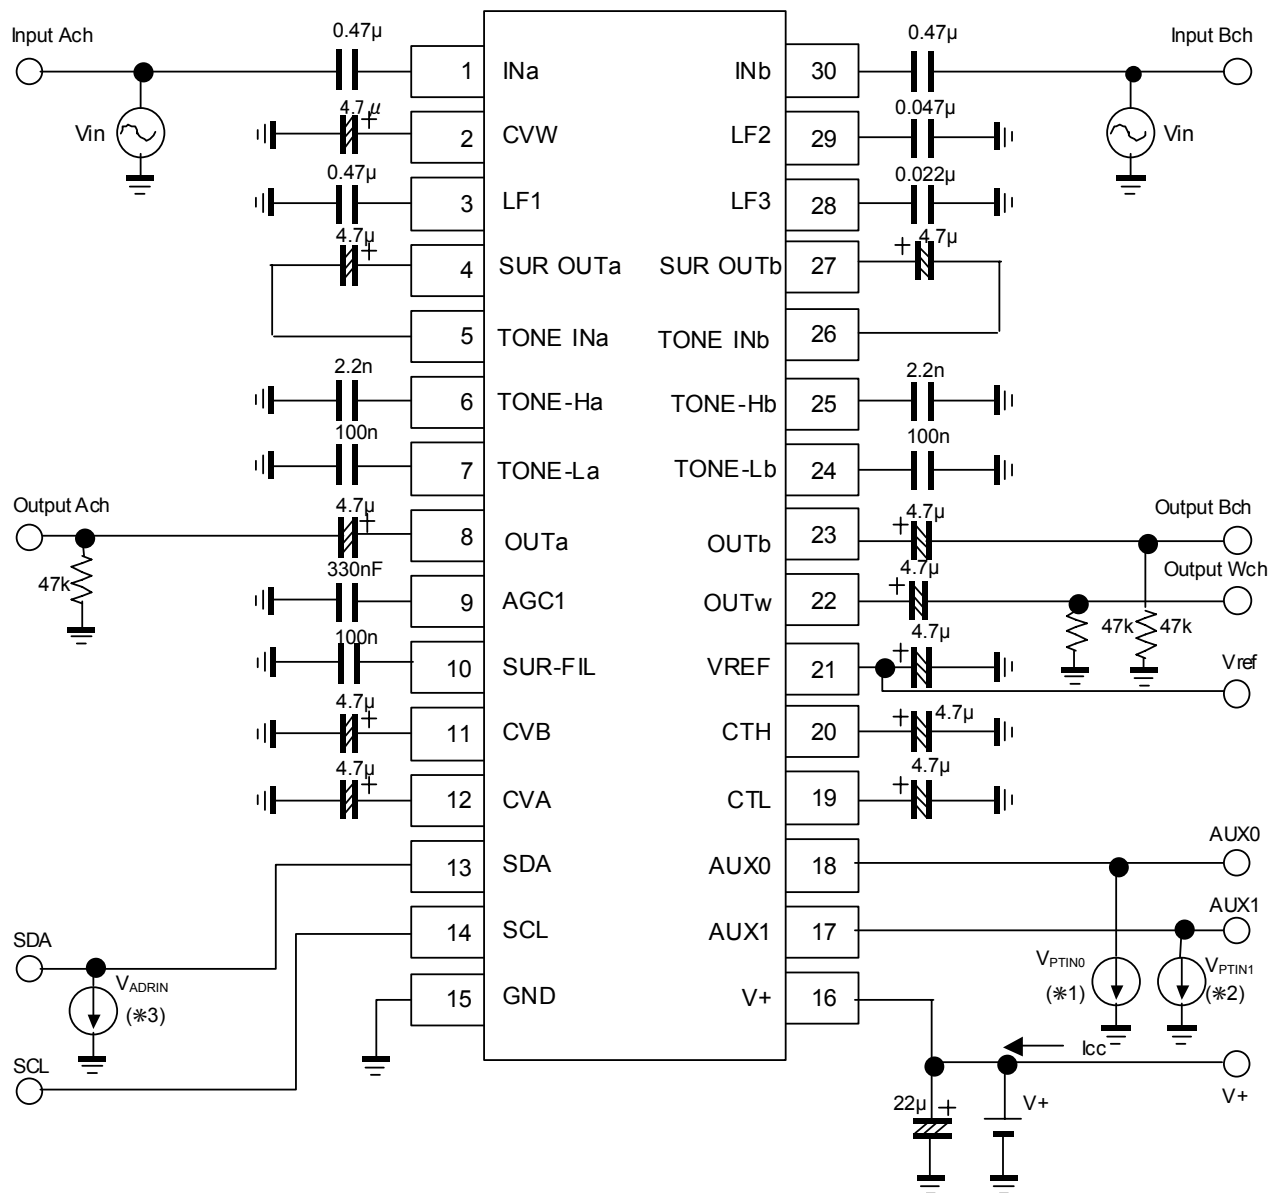 Input Ach
0.47µ
1
INa
INb
30
0.47µ
Input Bch
Vin
4.7µ
+
2
CVW
LF2
29
0.047µ
Vin
0.47µ
3
LF1
LF3
28
0.022µ
4.7µ
+
4
SUR OUTa
SUR OUTb
27
+
4.7µ
5
TONE INa
TONE INb
26
2.2n
6
TONE-Ha
TONE-Hb
25
2.2n
100n
7
TONE-La
TONE-Lb
24
100n
Output Ach
4.7µ
+
8
OUTa
OUTb
23
+
4.7µ
Output Bch
47k
330nF
9
AGC1
OUTw
22
+
4.7µ
Output Wch
47k
47k
100n
10
SUR-FIL
VREF
21
+
4.7µ
Vref
4.7µ
+
11
CVB
CTH
20
+
4.7µ
4.7µ
+
12
CVA
CTL
19
+
4.7µ
13
SDA
AUX0
18
AUX0
14
SCL
AUX1
17
AUX1
SDA
VADRIN
(※3)
VPTIN0
(※1)
VPTIN1
(※2)
15
GND
V+
16
SCL
Icc
V+
22µ
+
V+